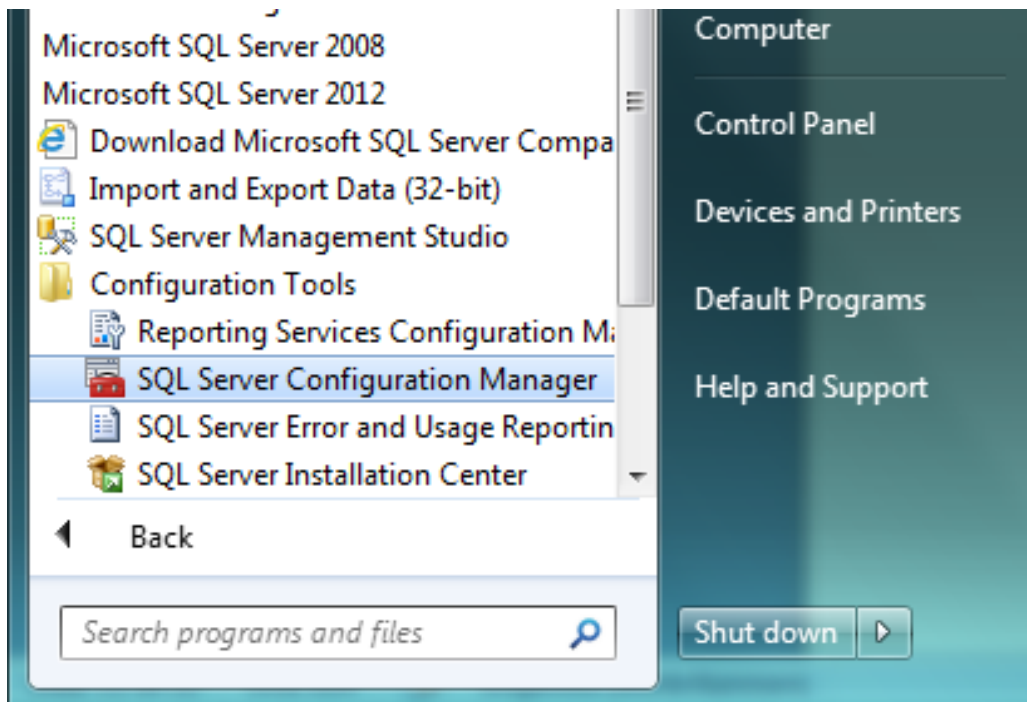 Microsoft SQL Server 2008
Microsoft SQL Server 2012
Download Microsoft SQL Server Compa
Import and Export Data (32-bit)
SQL Server Management Studio
Configuration Tools
Reporting Services Configuration Ma
SQL Server Configuration Manager
SQL Server Error and Usage Reportin
SQL Server Installation Center
Back
Search programs and files
Computer
Control Panel
Devices and Printers
Default Programs
Help and Support
Shut down